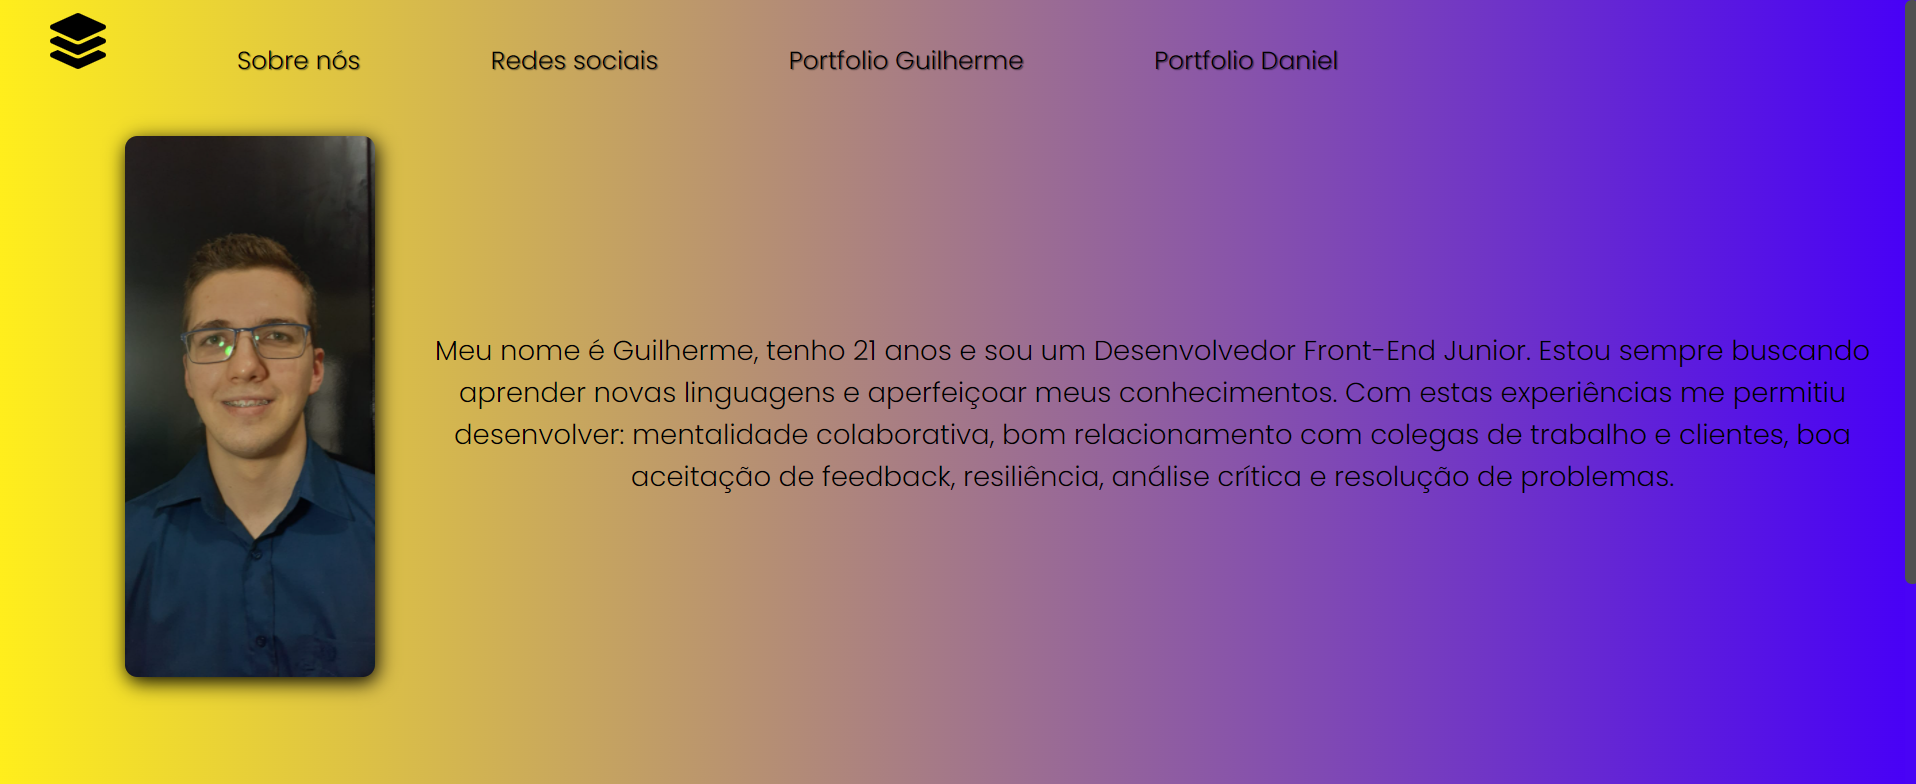 Sobre nós
Redes sociais
Portfolio Guilherme
Portfolio Daniel
Meu nome é Guilherme, tenho 21 anos e sou um Desenvolvedor Front-End Junior. Estou sempre buscando
aprender novas linguagens e aperfeiçoar meus conhecimentos. Com estas experiências me permitiu
desenvolver: mentalidade colaborativa, bom relacionamento com colegas de trabalho e clientes, boa
aceitação de feedback, resiliência, análise crítica e resolução de problemas.